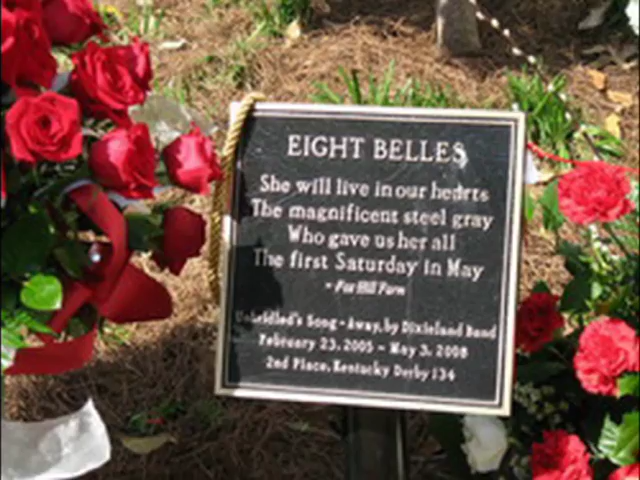 EIGHT BELLES
She will live in our hearts
The magnificent steel gray
Who gave us her all
The first Saturday in May
~ Fox Hill Farm
Unbridled's Song - Away, by Dixieland Band
February 23, 2005 - May 3, 2008
2nd Place, Kentucky Derby 134